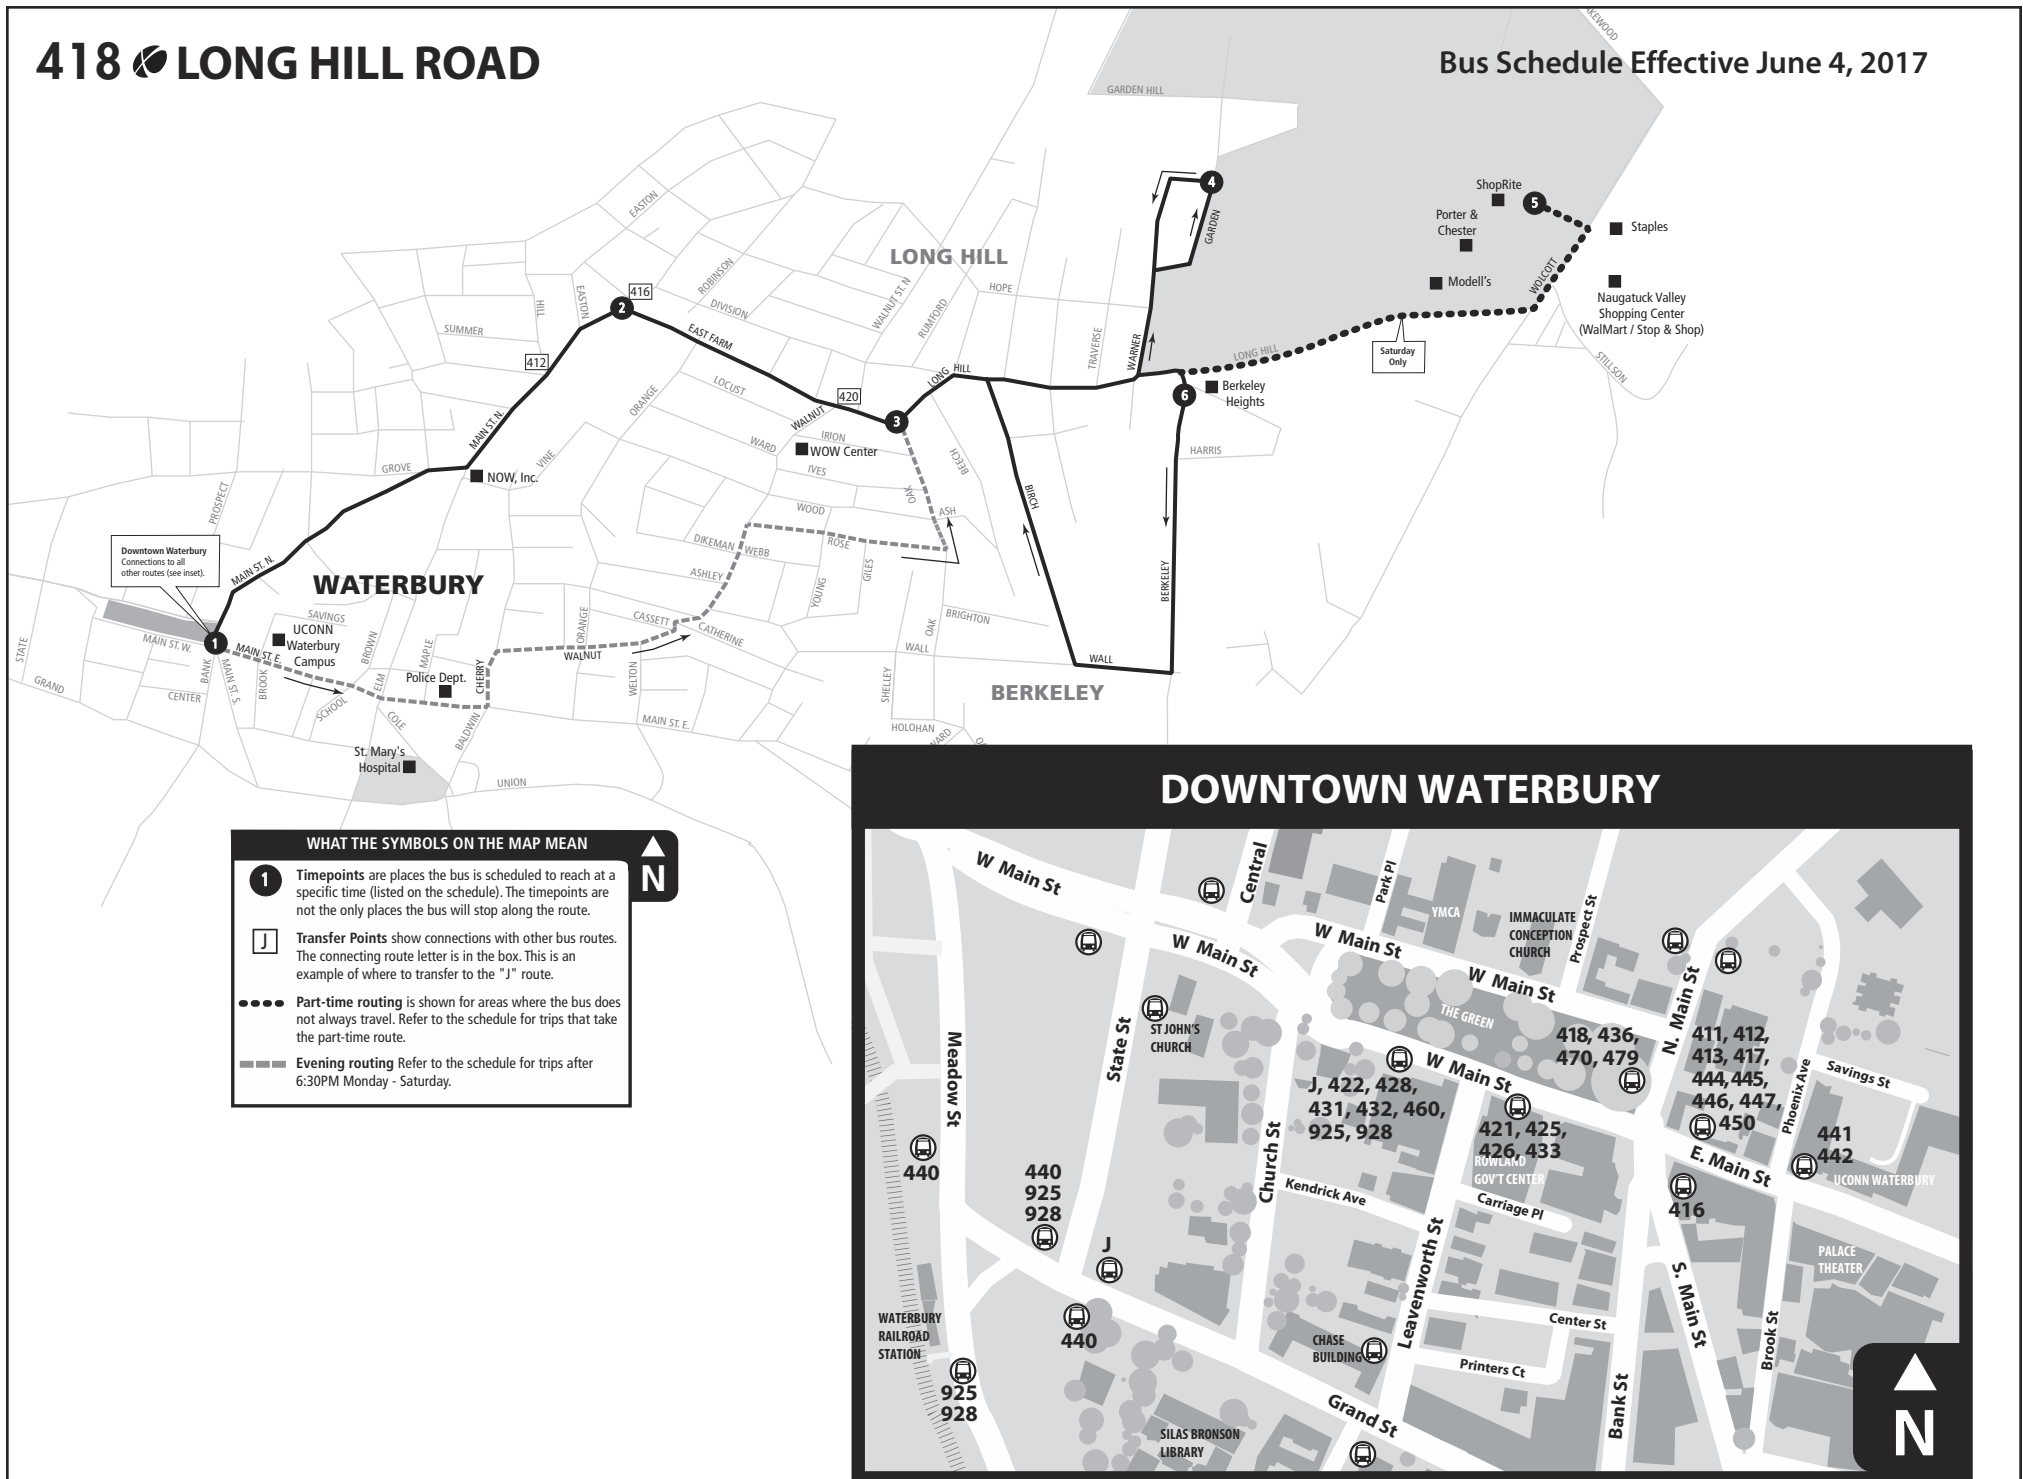 418 LONG HILL ROAD
Bus Schedule Effective June 4, 2017
GARDEN HILL
ShopRite
5
4
Porter &
Chester
Staples
GARDEN
Modell's
WOLCOTT
Naugatuck Valley
Shopping Center
(WalMart / Stop & Shop)
Saturday
Only
STILLSON
LONG HILL
Berkeley
Heights
6
HARRIS
WARNER
TRAVERSE
HOPE
LONG HILL
EASTON
ROBINSON
WALNUT ST. N
RUMFORD
DIVISION
416
2
EASTON
HILL
SUMMER
412
EAST FARM
LOCUST
420
3
LONG HILL
WALNUT
ORANGE
WARD
IRION
WOW Center
IVES
BEECH
OAK
WOOD
ASH
BIRCH
BERKELEY
MAIN ST. N.
GROVE
NOW, Inc.
VINE
PROSPECT
DIKEMAN
WEBB
ROSE
ASHLEY
YOUNG
GILES
Downtown Waterbury
Connections to all
other routes (see inset).
MAIN ST. N.
WATERBURY
SAVINGS
UCONN
Waterbury
Campus
1
MAIN ST. W.
MAIN ST. E.
STATE
GRAND
BANK
MAIN ST. S.
CENTER
BROOK
SCHOOL
BROWN
ELM
MAPLE
Police Dept.
CHERRY
COLE
BALDWIN
ORANGE
WALNUT
CASSETT
CATHERINE
WELTON
MAIN ST. E.
BRIGHTON
OAK
WALL
WALL
SHELLEY
BERKELEY
HOLOHAN
St. Mary's
Hospital
UNION
WHAT THE SYMBOLS ON THE MAP MEAN
N
1
Timepoints are places the bus is scheduled to reach at a
specific time (listed on the schedule). The timepoints are
not the only places the bus will stop along the route.
J
Transfer Points show connections with other bus routes.
The connecting route letter is in the box. This is an
example of where to transfer to the "J" route.
Part-time routing is shown for areas where the bus does
not always travel. Refer to the schedule for trips that take
the part-time route.
Evening routing Refer to the schedule for trips after
6:30PM Monday - Saturday.
DOWNTOWN WATERBURY
W Main St
Central
Park Pl
YMCA
IMMACULATE
CONCEPTION
CHURCH
Prospect St
W Main St
W Main St
W Main St
THE GREEN
N. Main St
ST JOHN'S
CHURCH
State St
Meadow St
418, 436,
470, 479
411, 412,
413, 417,
444, 445,
446, 447,
450
Phoenix Ave
Savings St
W Main St
J, 422, 428,
431, 432, 460,
925, 928
421, 425,
426, 433
ROWLAND
GOV'T CENTER
441
442
UCONN WATERBURY
E. Main St
416
440
440
925
928
J
Church St
Kendrick Ave
Carriage Pl
Leavenworth St
PALACE
THEATER
S. Main St
Brook St
WATERBURY
RAILROAD
STATION
440
CHASE
BUILDING
Center St
Printers Ct
Bank St
925
928
Grand St
SILAS BRONSON
LIBRARY
N